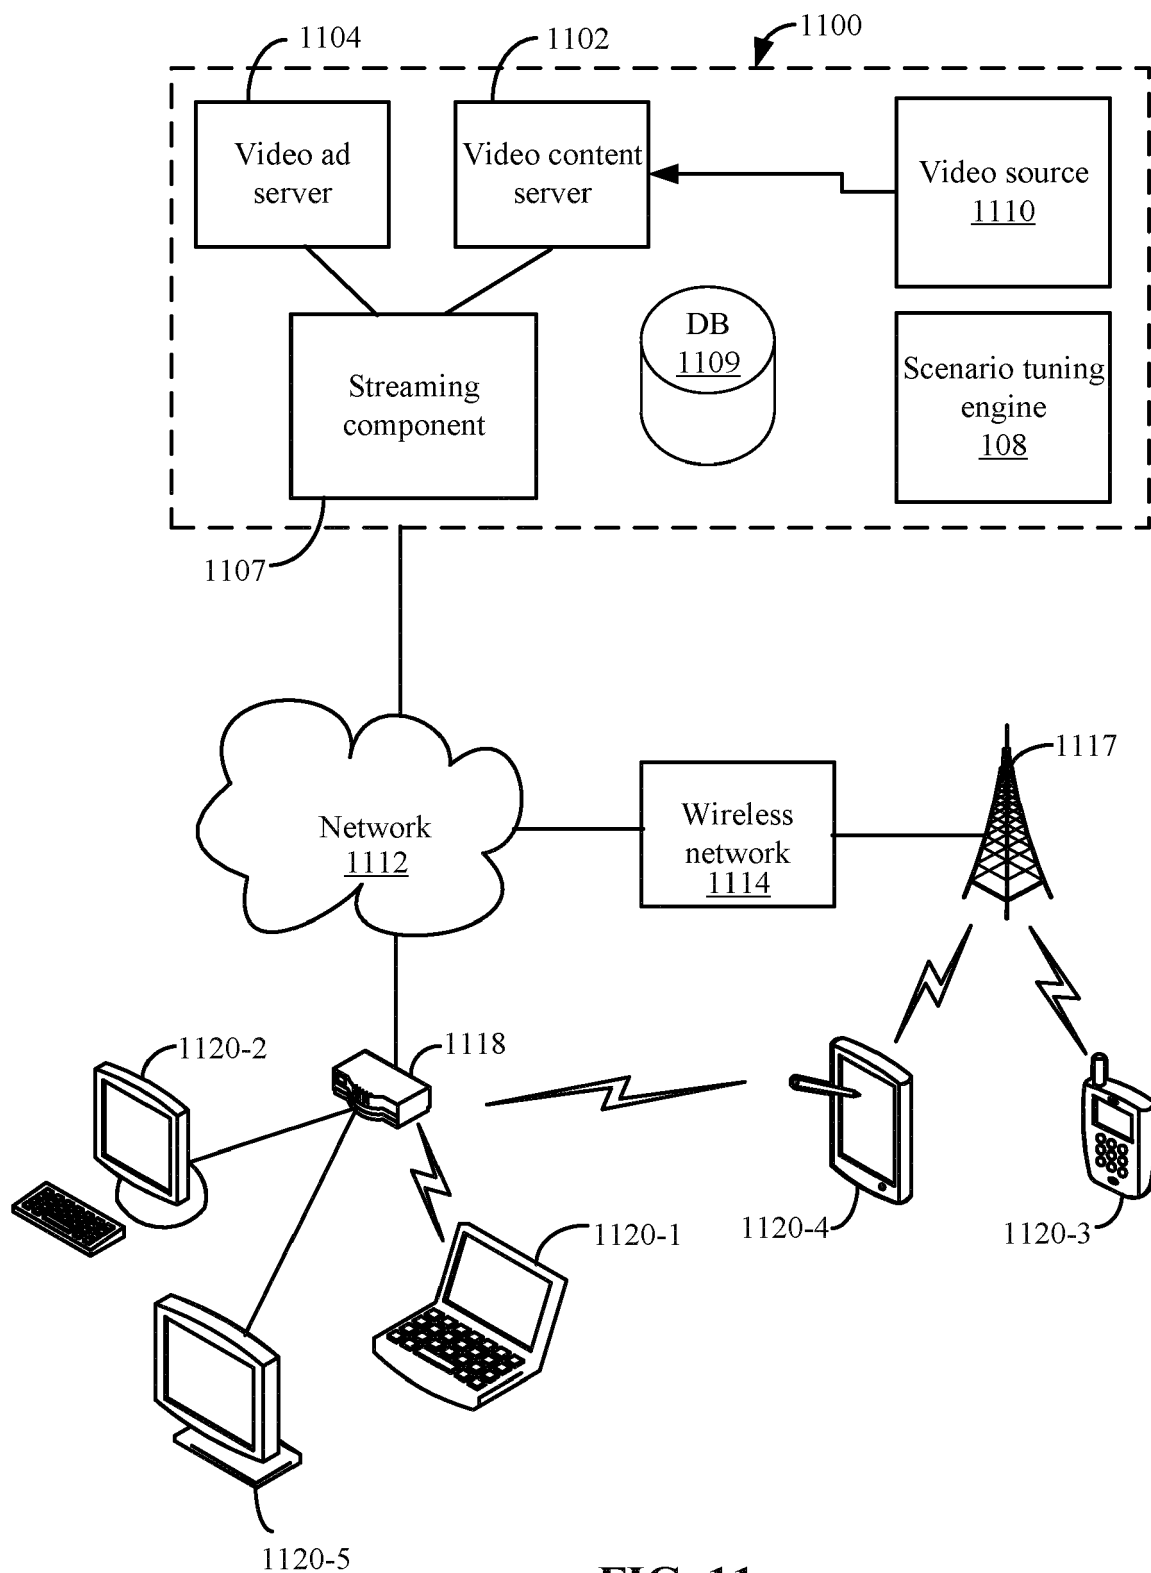 1104
1102
1100
Video ad
server
Video content
server
Video source
1110
DB
1109
Scenario tuning
engine
108
Streaming
component
1107
1117
Network
1112
Wireless
network
1114
1120-2
1118
1120-1
1120-4
1120-3
1120-5
FIG. 11